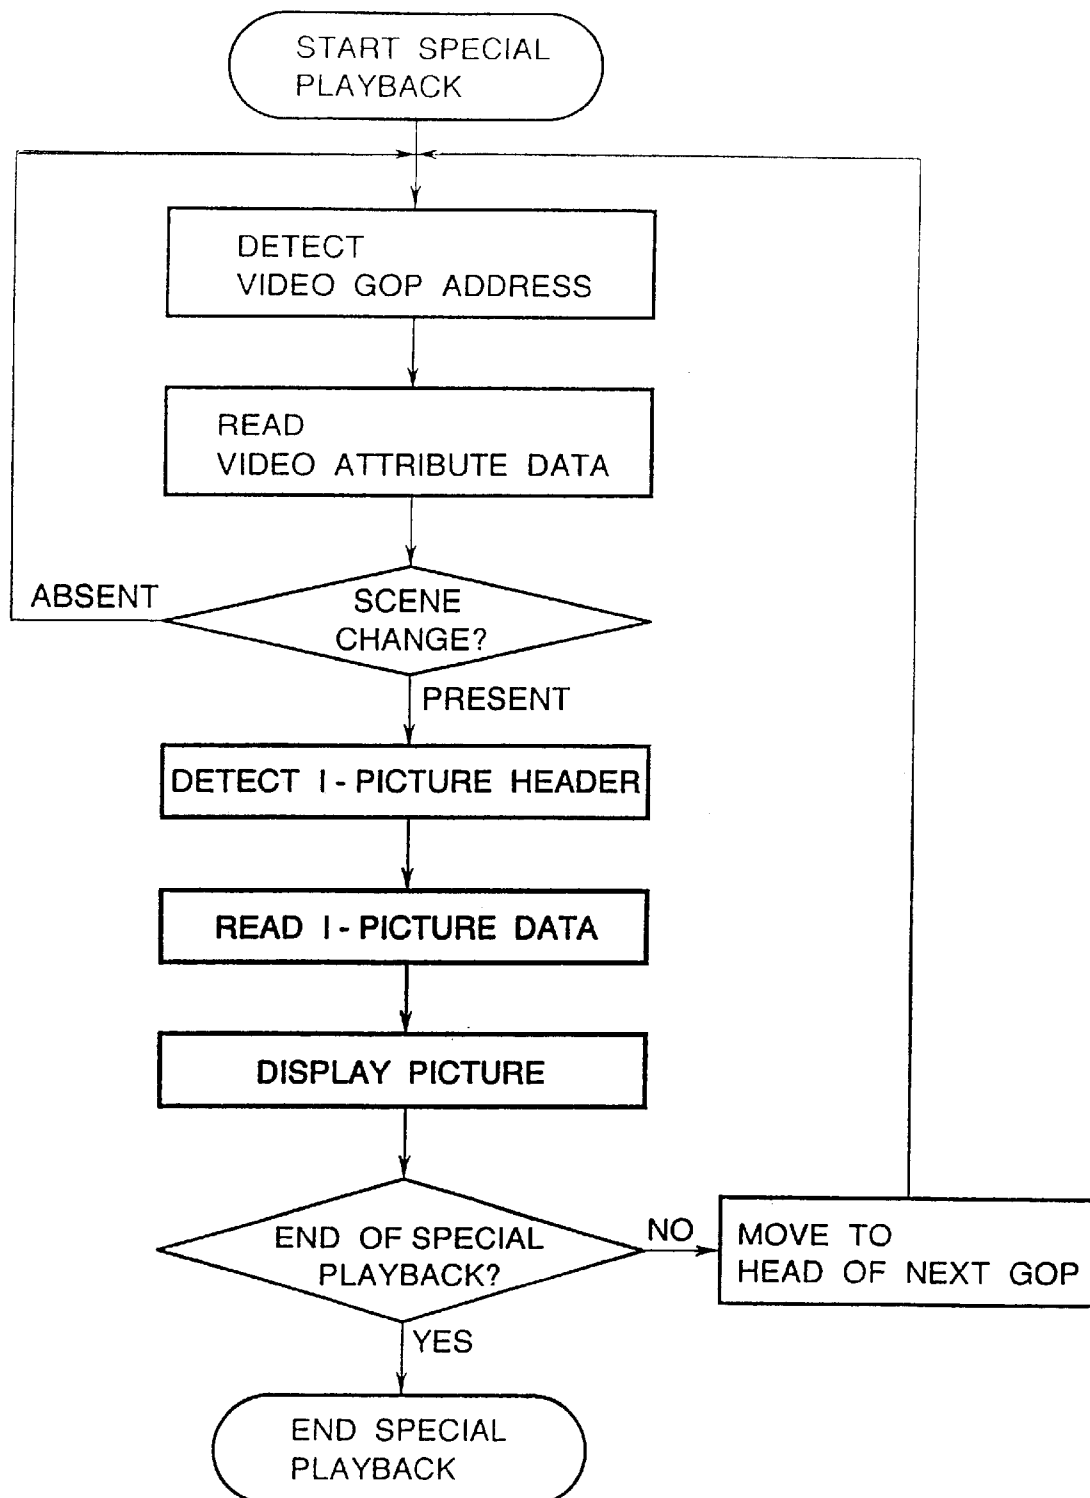 START SPECIAL
PLAYBACK
DETECT
VIDEO GOP ADDRESS
READ
VIDEO ATTRIBUTE DATA
ABSENT
SCENE
CHANGE?
PRESENT
DETECT I-PICTURE HEADER
READ I-PICTURE DATA
DISPLAY PICTURE
END OF SPECIAL
PLAYBACK?
NO
MOVE TO
HEAD OF NEXT GOP
YES
END SPECIAL
PLAYBACK